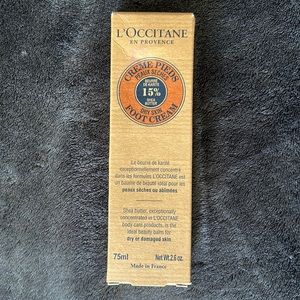 L'OCCITANE
EN PROVENCE
CRÈME PIEDS
PEAUX SÈCHES
BEURRE
DE KARITÉ
15%
SHEA
BUTTER
DRY SKIN
FOOT CREAM
Le beurre de karité
exceptionnellement concentré
dans les formules L'OCCITANE est
un baume de beauté idéal pour les
peaux sèches ou abîmées
Shea butter, exceptionally
concentrated in L'OCCITANE
body care products, is the
ideal beauty balm for
dry or damaged skin
75ml Net Wt.2.6 oz.
Made in France